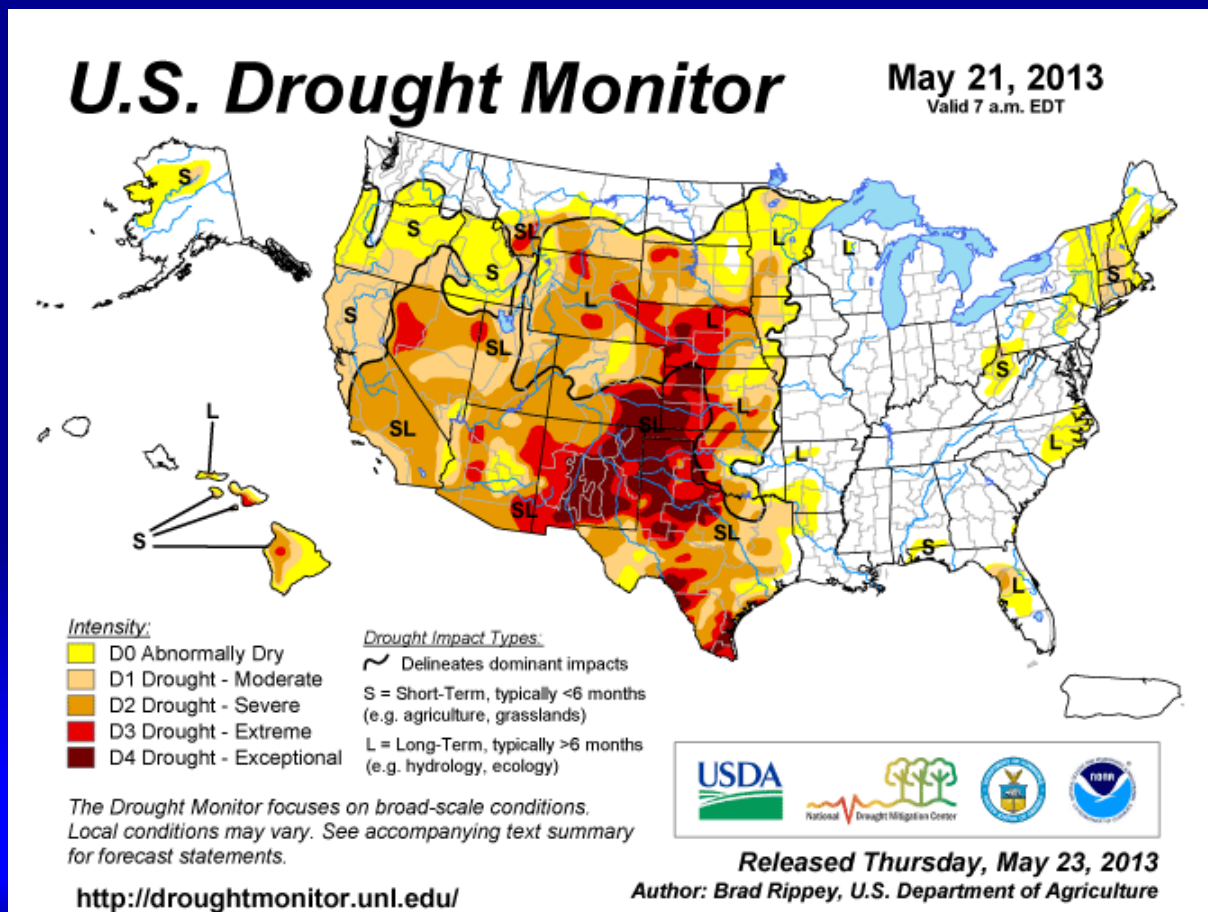 U.S. Drought Monitor
May 21, 2013
Valid 7 a.m. EDT
S
SL
S
L
L
S
S
S
L
L
SL
L
S
L
SL
SL
L
L
L
SL
SL
S
L
S
Intensity:
D0 Abnormally Dry
D1 Drought - Moderate
D2 Drought - Severe
D3 Drought - Extreme
D4 Drought - Exceptional
Drought Impact Types:
Delineates dominant impacts
S = Short-Term, typically <6 months
(e.g. agriculture, grasslands)
L = Long-Term, typically >6 months
(e.g. hydrology, ecology)
The Drought Monitor focuses on broad-scale conditions.
Local conditions may vary. See accompanying text summary
for forecast statements.
http://droughtmonitor.unl.edu/
USDA
National Drought Mitigation Center
NOAA
Released Thursday, May 23, 2013
Author: Brad Rippey, U.S. Department of Agriculture